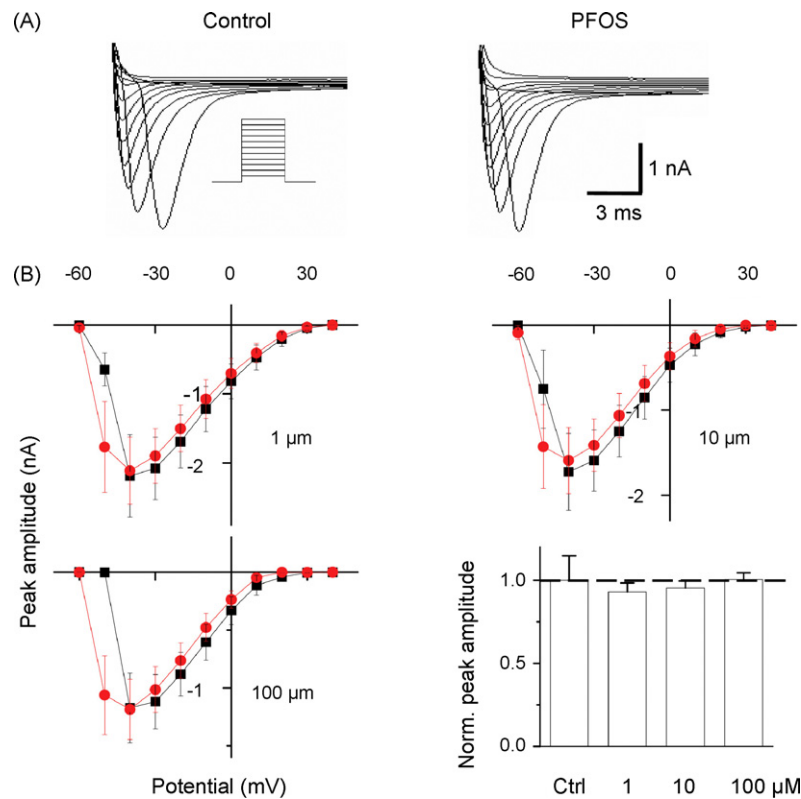 (A) Control PFOS
1 nA
3 ms
(B) -60 -30 0 30 -60 -30 0 30
-1
-2
1 µm
-1
-2
10 µm
Peak amplitude (nA)
-1
100 µm
Potential (mV)
Norm. peak amplitude
1.0
0.5
0.0
Ctrl 1 10 100 µM